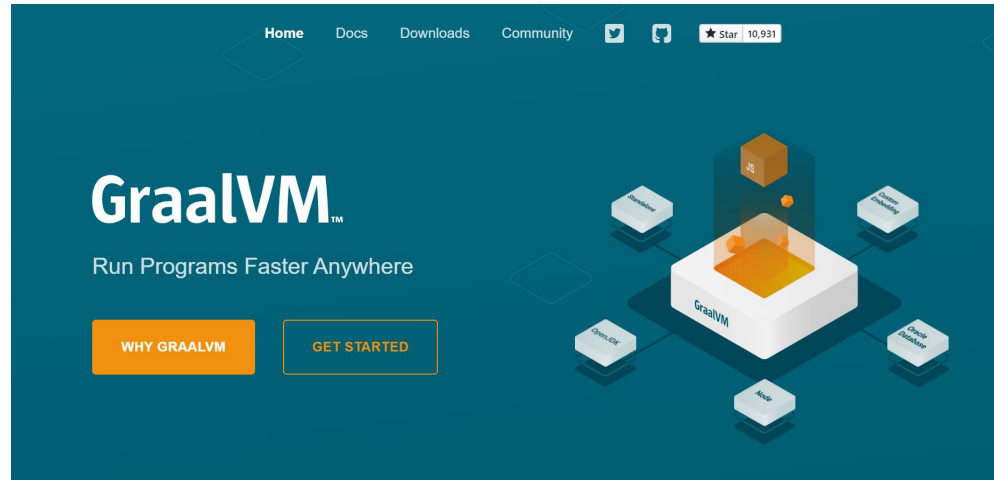 Home Docs Downloads Community Star 10,931
GraalVM™
Run Programs Faster Anywhere
WHY GRAALVM GET STARTED
JS
Standalone
Custom
Embedding
GraalVM
OpenJDK
Oracle
Database
Node